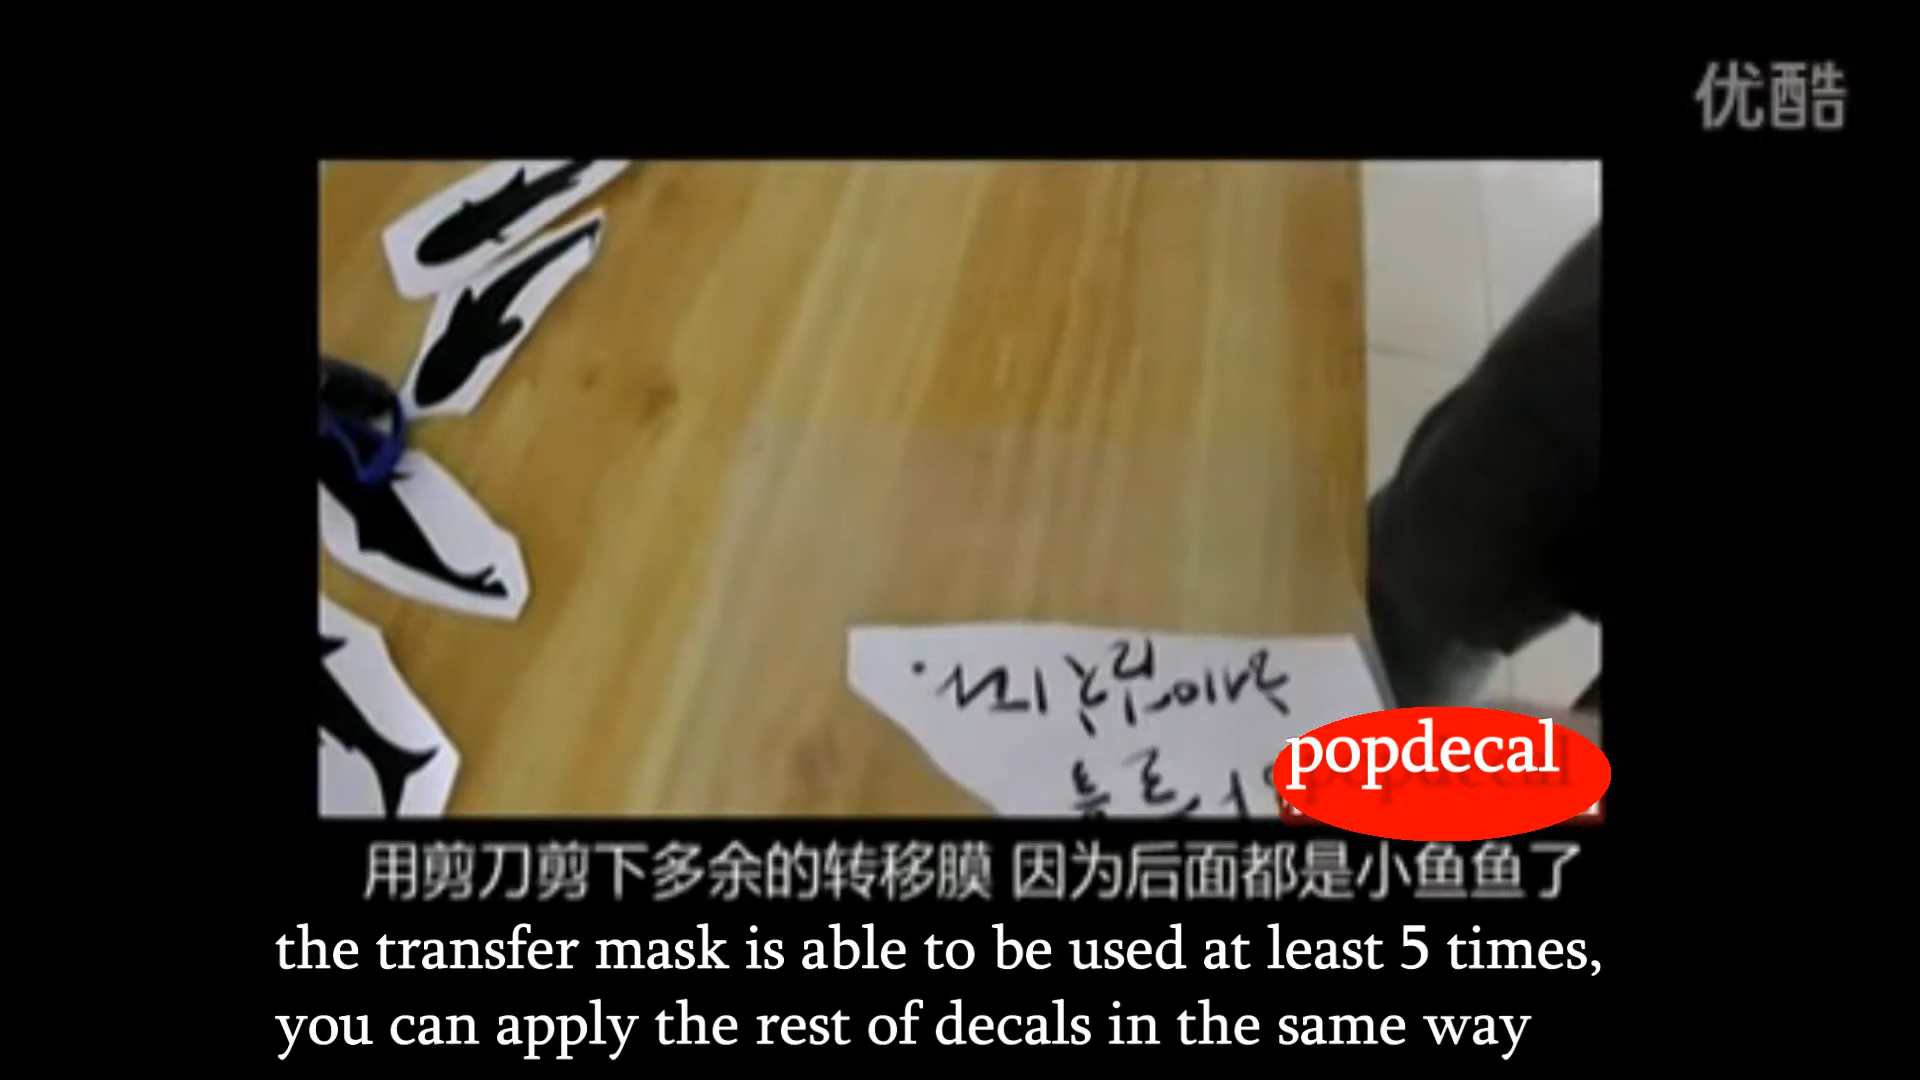 优酷
popdecal
用剪刀剪下多余的转移膜 因为后面都是小鱼鱼了
the transfer mask is able to be used at least 5 times,
you can apply the rest of decals in the same way